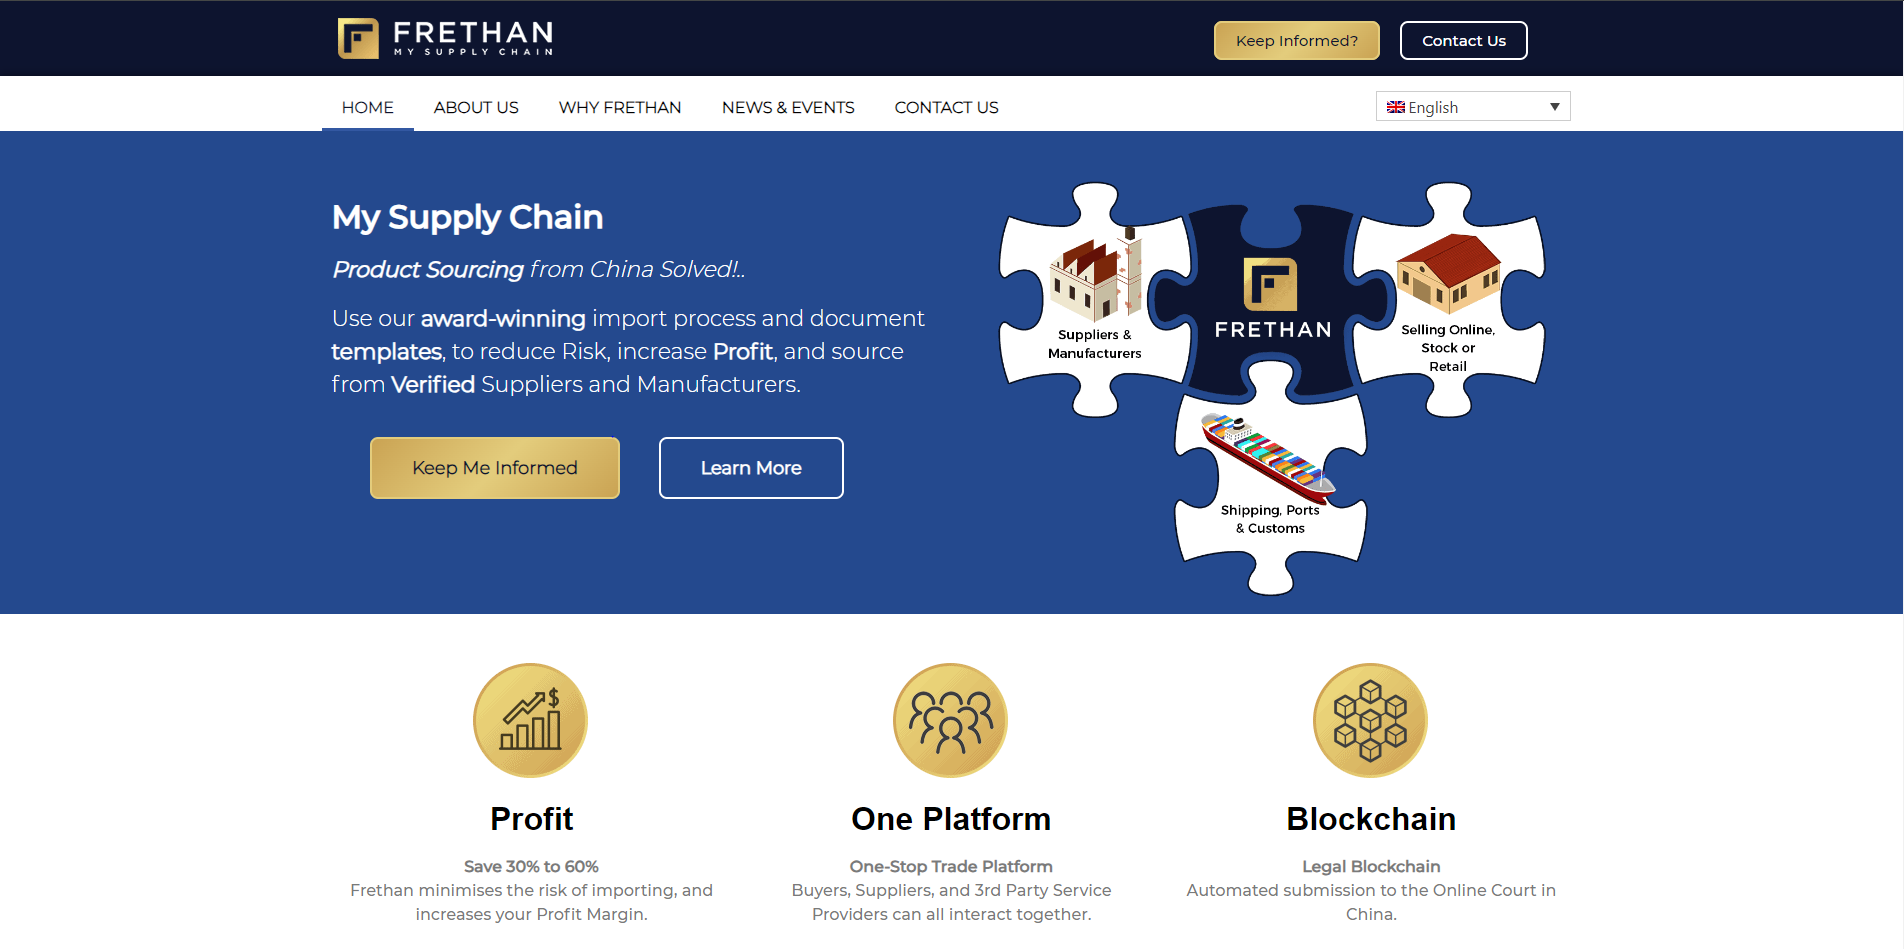 FRETHAN
MY SUPPLY CHAIN
Keep Informed?
Contact Us
HOME
ABOUT US
WHY FRETHAN
NEWS & EVENTS
CONTACT US
English
My Supply Chain
Product Sourcing from China Solved!..
Use our award-winning import process and document
templates, to reduce Risk, increase Profit, and source
from Verified Suppliers and Manufacturers.
Keep Me Informed
Learn More
Suppliers &
Manufacturers
FRETHAN
Selling Online,
Stock or
Retail
Shipping, Ports
& Customs
Profit
Save 30% to 60%
Frethan minimises the risk of importing, and
increases your Profit Margin.
One Platform
One-Stop Trade Platform
Buyers, Suppliers, and 3rd Party Service
Providers can all interact together.
Blockchain
Legal Blockchain
Automated submission to the Online Court in
China.